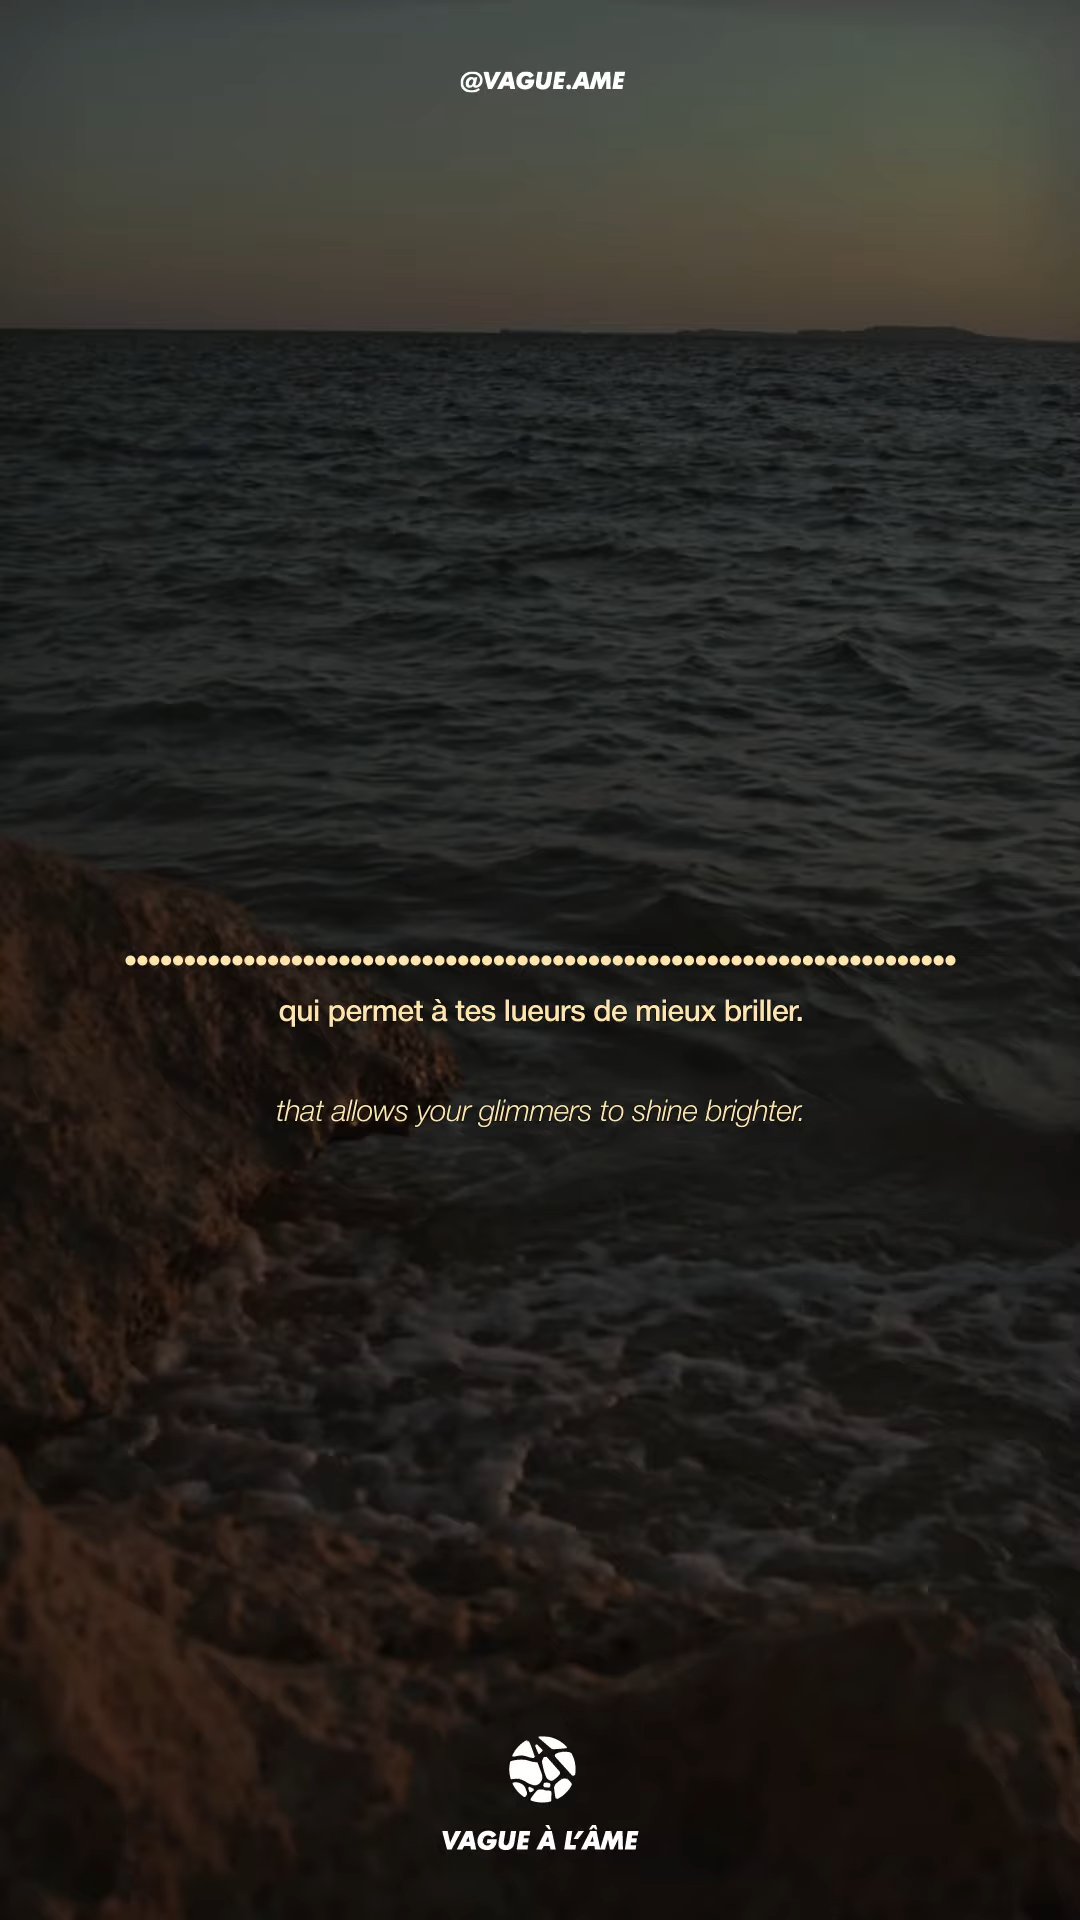 @VAGUE.AME
qui permet à tes lueurs de mieux briller.
that allows your glimmers to shine brighter.
VAGUE À L'ÂME